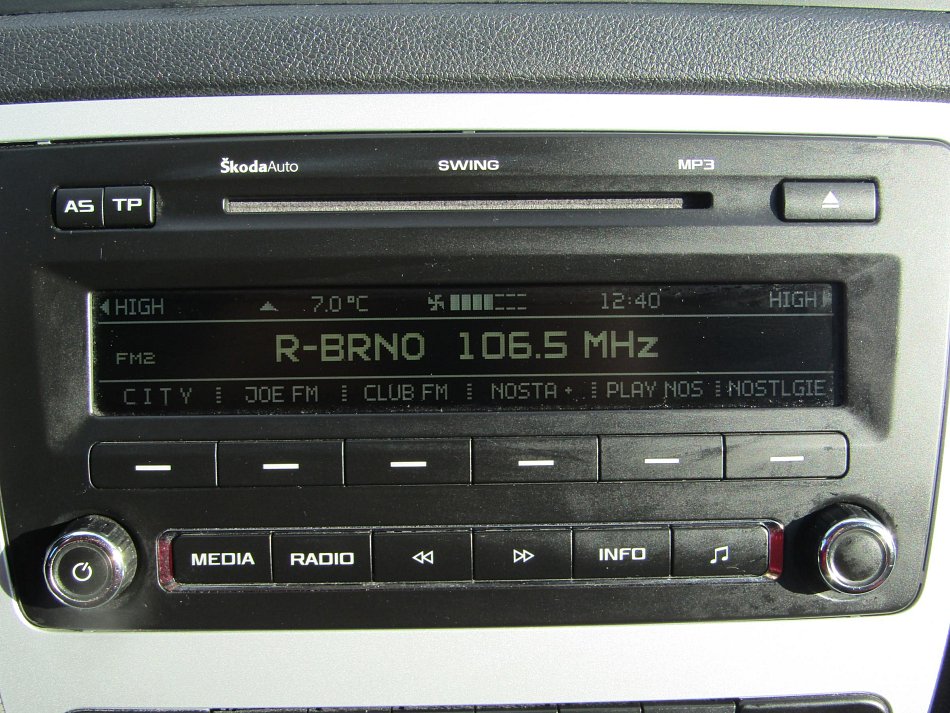 ŠkodaAuto SWING MP3
AS TP
HIGH 7.0°C 12:40 HIGH
R-BRNO 106.5 MHz
FM2
CITY JOE FM CLUB FM NOSTA+ PLAY NOS NOSTLGIE
MEDIA RADIO INFO